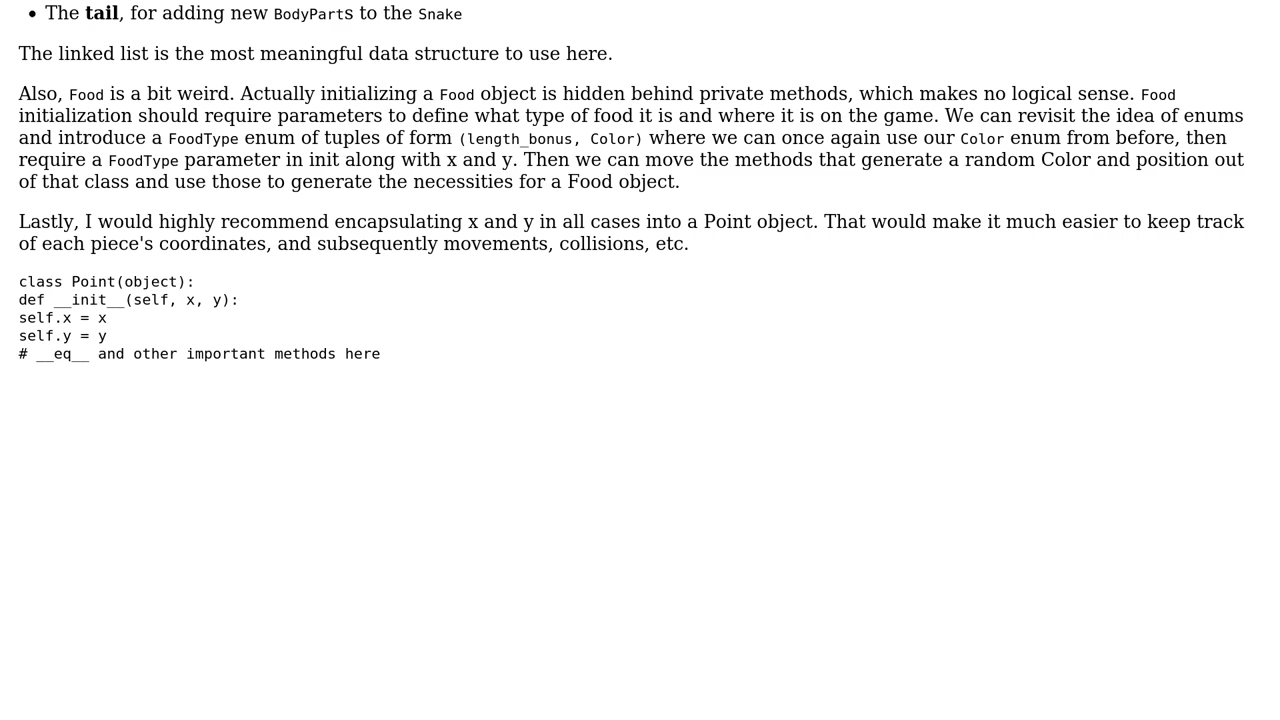 • The tail, for adding new BodyParts to the Snake
The linked list is the most meaningful data structure to use here.
Also, Food is a bit weird. Actually initializing a Food object is hidden behind private methods, which makes no logical sense. Food
initialization should require parameters to define what type of food it is and where it is on the game. We can revisit the idea of enums
and introduce a FoodType enum of tuples of form (length_bonus, Color) where we can once again use our Color enum from before, then
require a FoodType parameter in init along with x and y. Then we can move the methods that generate a random Color and position out
of that class and use those to generate the necessities for a Food object.
Lastly, I would highly recommend encapsulating x and y in all cases into a Point object. That would make it much easier to keep track
of each piece's coordinates, and subsequently movements, collisions, etc.
class Point(object):
def __init__(self, x, y):
self.x = x
self.y = y
# __eq__ and other important methods here